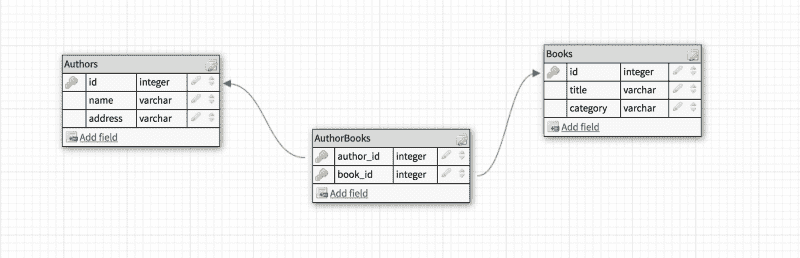 Authors
id integer
name varchar
address varchar
Add field
AuthorBooks
author_id integer
book_id integer
Add field
Books
id integer
title varchar
category varchar
Add field